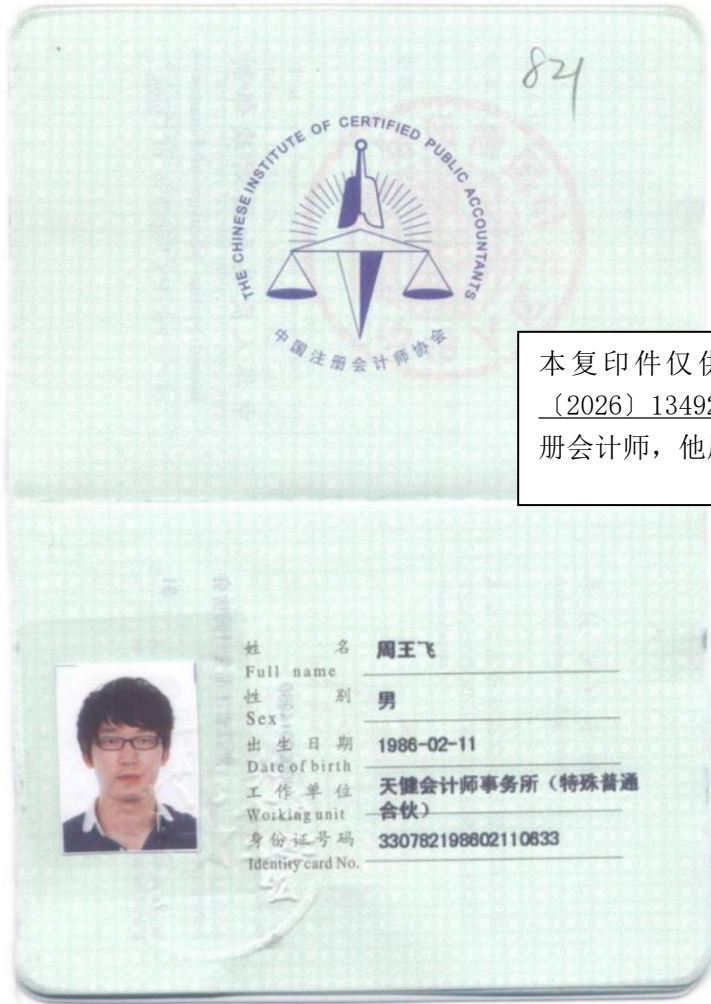 821
THE CHINESE INSTITUTE OF CERTIFIED PUBLIC ACCOUNTANTS
中国注册会计师协会
本复印件仅供
〔2026〕13492
册会计师，他
姓 名 周王飞
Full name
性 别 男
Sex
出生日期 1986-02-11
Date of birth
工作单位 天健会计师事务所（特殊普通
Working unit 合伙）
身份证号码 330782198602110633
Identity card No.